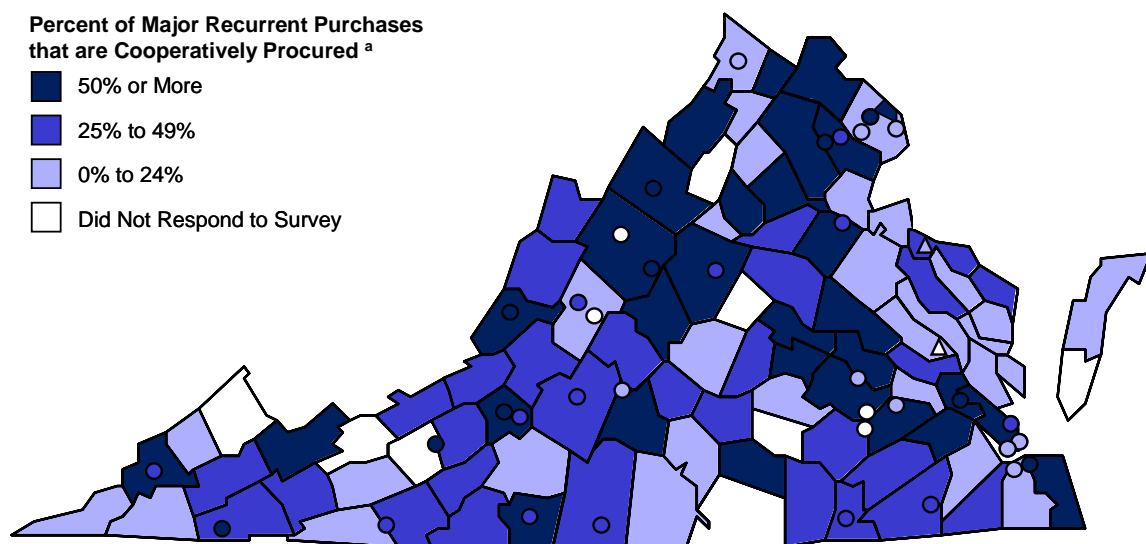 Percent of Major Recurrent Purchases
that are Cooperatively Procured ᵃ
50% or More
25% to 49%
0% to 24%
Did Not Respond to Survey